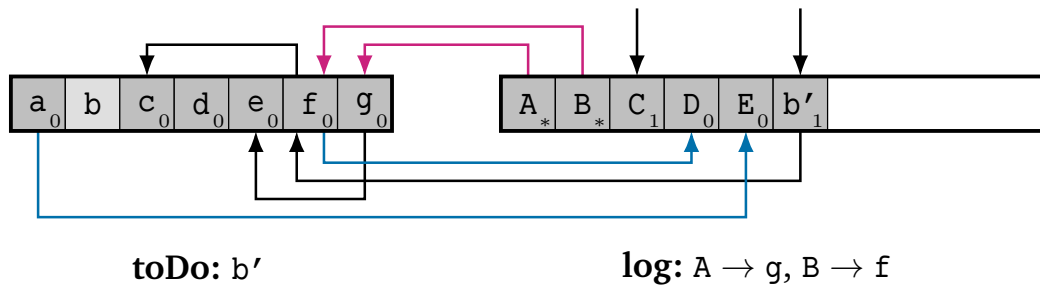 a₀ b c₀ d₀ e₀ f₀ g₀ A* B* C₁ D₀ E₀ b′₁
toDo: b′ log: A → g, B → f